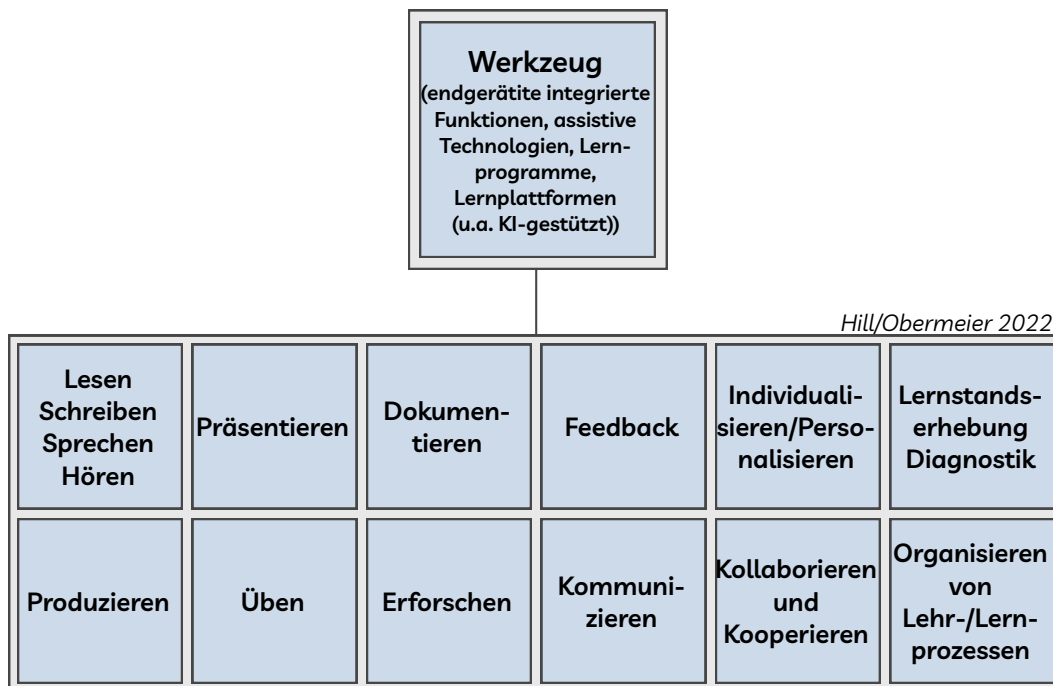 Werkzeug
(endgerätite integrierte
Funktionen, assistive
Technologien, Lern-
programme,
Lernplattformen
(u.a. KI-gestützt))
Hill/Obermeier 2022
Lesen
Schreiben
Sprechen
Hören
Präsentieren
Dokumen-
tieren
Feedback
Individuali-
sieren/Perso-
nalisieren
Lernstands-
erhebung
Diagnostik
Produzieren
Üben
Erforschen
Kommuni-
zieren
Kollaborieren
und
Kooperieren
Organisieren
von
Lehr-/Lern-
prozessen